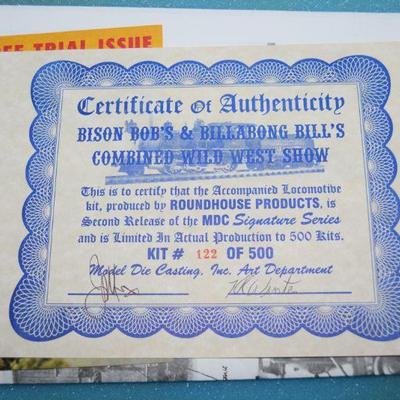 FREE TRIAL ISSUE
Certificate Of Authenticity
BISON BOB'S & BILLABONG BILL'S
COMBINED WILD WEST SHOW
This is to certify that the Accompanied Locomotive
kit, produced by ROUNDHOUSE PRODUCTS, is
Second Release of the MDC Signature Series
and is Limited In Actual Production to 500 Kits.
KIT # 122 OF 500
Model Die Casting, Inc. Art Department